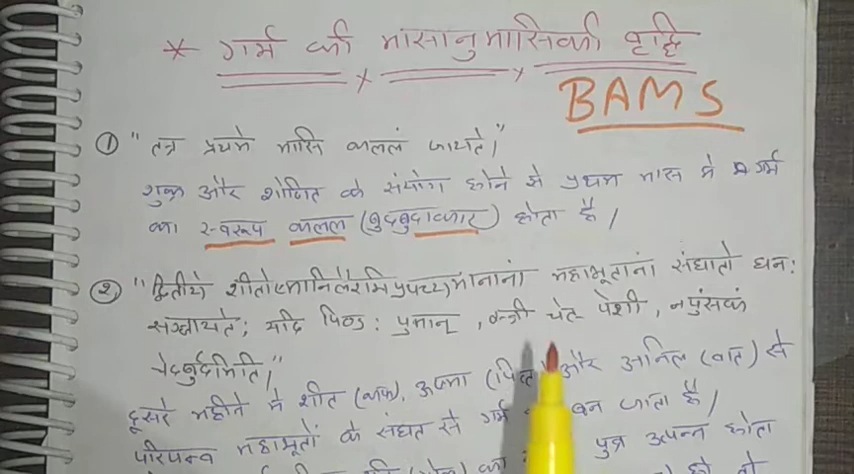 * गर्भ की मासानुमासिकी वृद्धि
BAMS
① "तत्र प्रथमे मासि कललं जायते।"
शुक्र और शोणित के संयोग होने से प्रथम मास मे गर्भ
का स्वरूप कलल (बुदबुदाकार) होता है।
② "द्वितीये शीतोष्मानिलैरभिप्रपच्यमानानां महाभूतानां संघातो घन:
सञ्जायते; यदि पिण्ड: पुमान्, स्त्री चेत् पेशी, नपुंसकं
चेदर्बुदमिति।"
दूसरे महीने मे शीत (कफ), उष्मा (पित्त) और अनिल (वात) से
परिपक्व महाभूतों के संघात से गर्भ बन जाता है।
पुत्र उत्पन्न होता